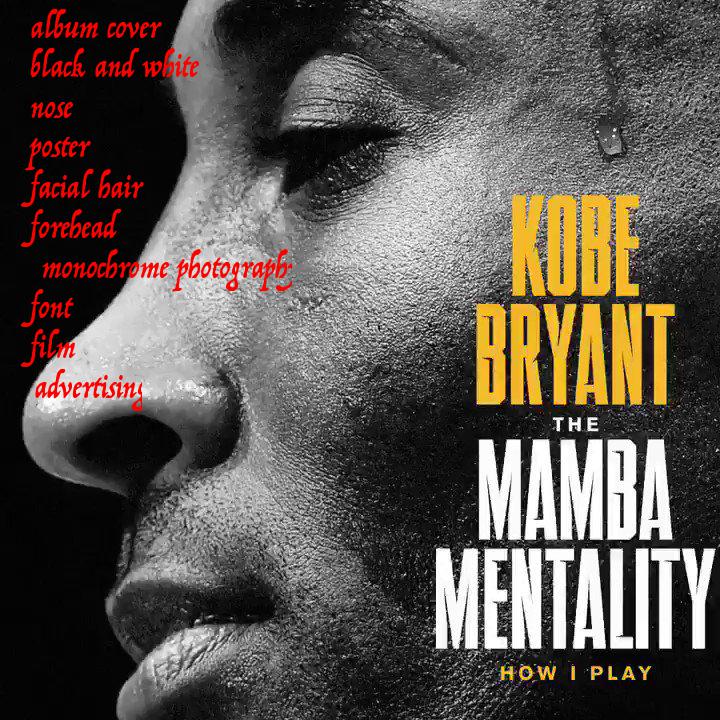 album cover
black and white
nose
poster
facial hair
forehead
monochrome photography
font
film
advertising
KOBE
BRYANT
THE
MAMBA
MENTALITY
HOW I PLAY